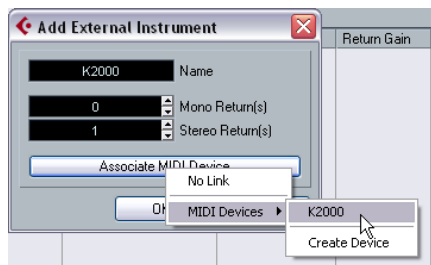 Add External Instrument
Return Gain
K2000 Name
0 Mono Return(s)
1 Stereo Return(s)
Associate MIDI Device
No Link
MIDI Devices K2000
Create Device